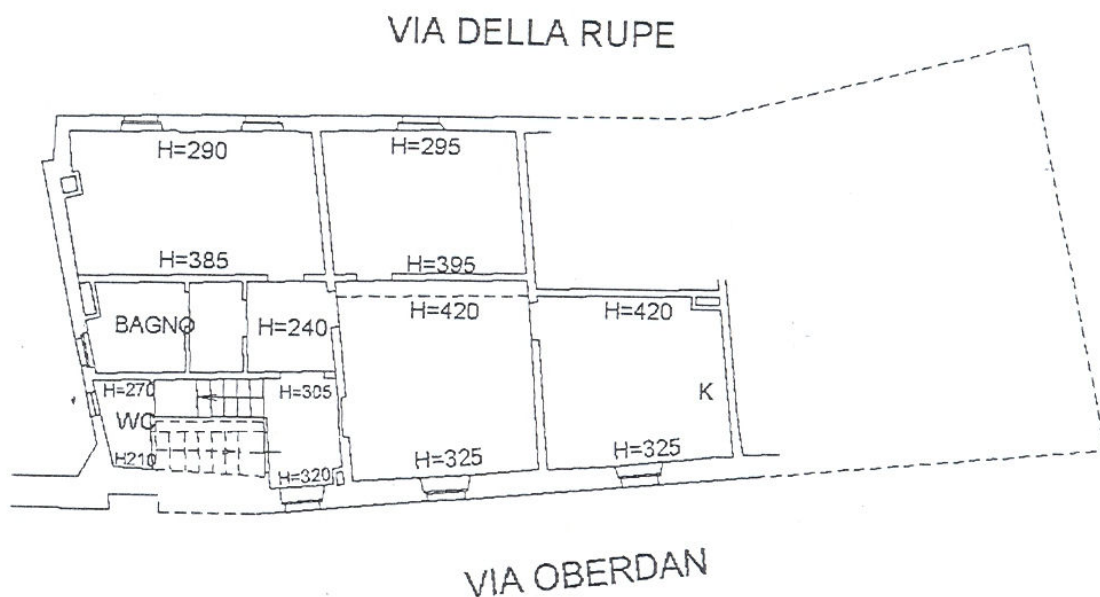 VIA DELLA RUPE
H=290
H=295
H=385
H=395
BAGNO
H=240
H=420
H=420
H=270
H=305
K
WC
H210
H=320
H=325
H=325
VIA OBERDAN